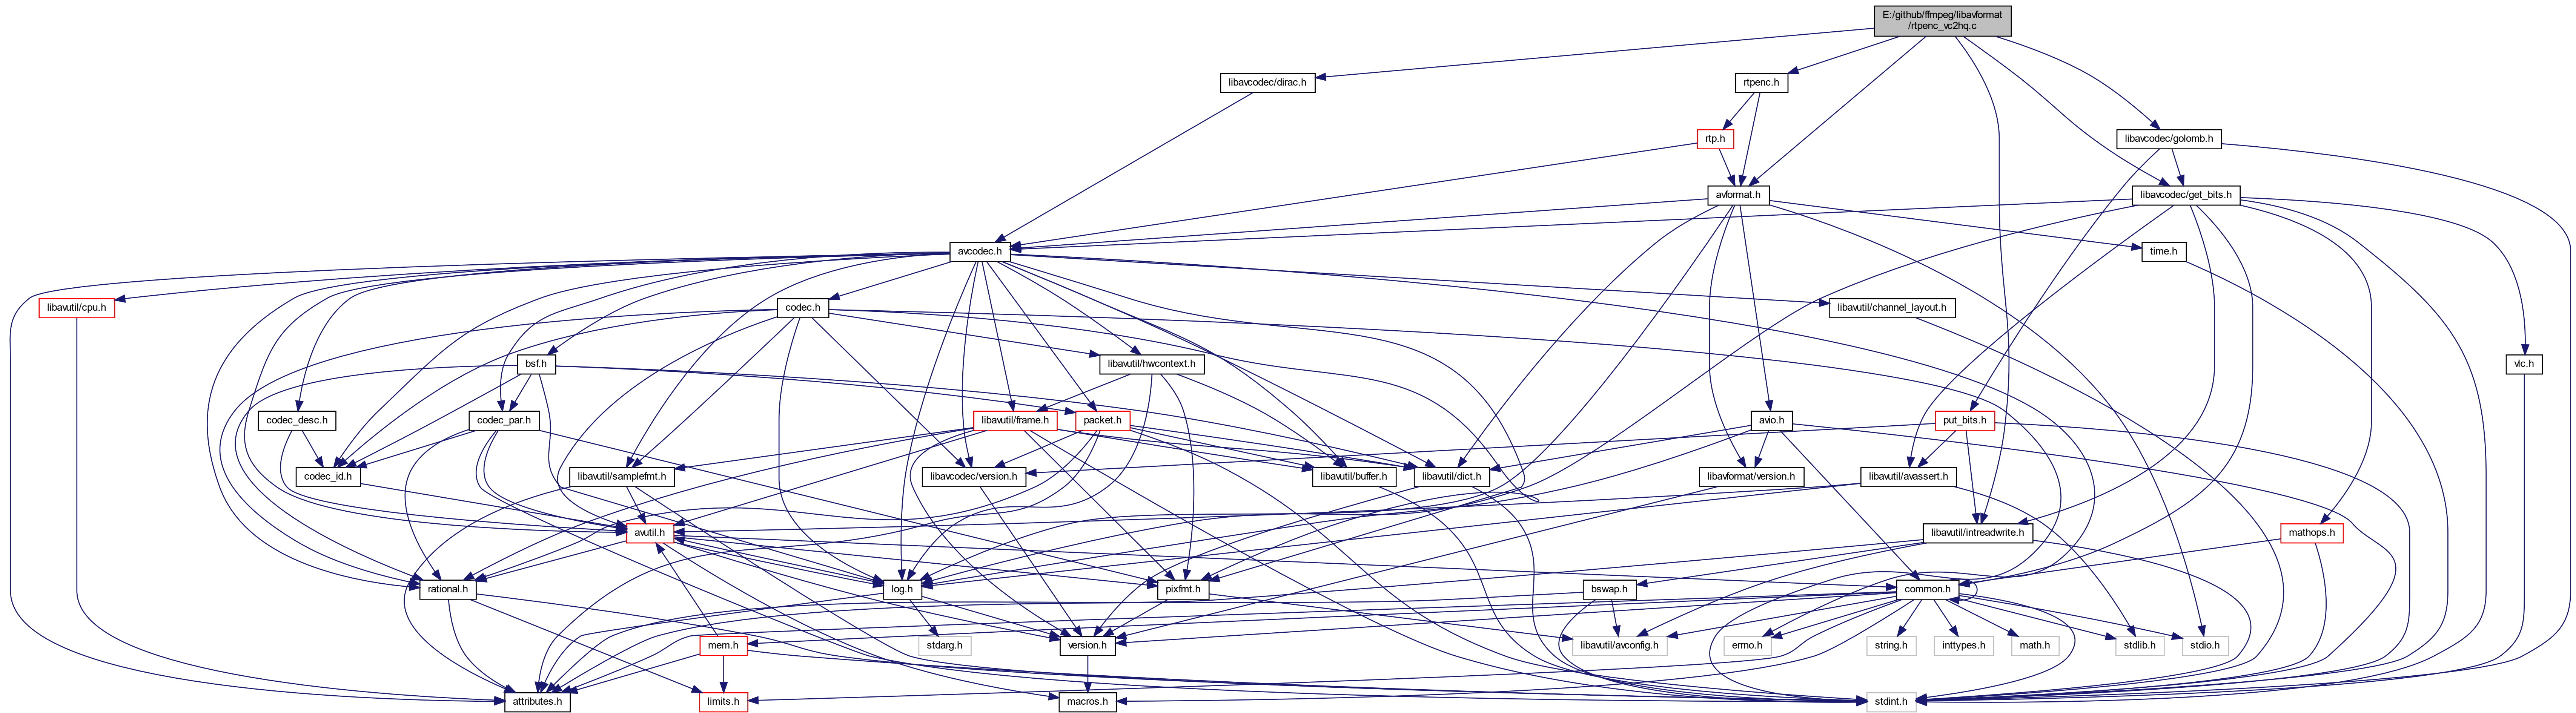 E:/github/ffmpeg/libavformat
/rtpenc_vc2hq.c
libavcodec/dirac.h
rtpenc.h
rtp.h
libavcodec/golomb.h
avformat.h
libavcodec/get_bits.h
avcodec.h
time.h
libavutil/cpu.h
codec.h
libavutil/channel_layout.h
bsf.h
libavutil/hwcontext.h
vlc.h
codec_desc.h
codec_par.h
libavutil/frame.h
packet.h
avio.h
put_bits.h
codec_id.h
libavutil/samplefmt.h
libavcodec/version.h
libavutil/buffer.h
libavutil/dict.h
libavformat/version.h
libavutil/avassert.h
avutil.h
libavutil/intreadwrite.h
mathops.h
rational.h
log.h
pixfmt.h
bswap.h
common.h
mem.h
stdarg.h
version.h
libavutil/avconfig.h
errno.h
string.h
inttypes.h
math.h
stdlib.h
stdio.h
attributes.h
limits.h
macros.h
stdint.h